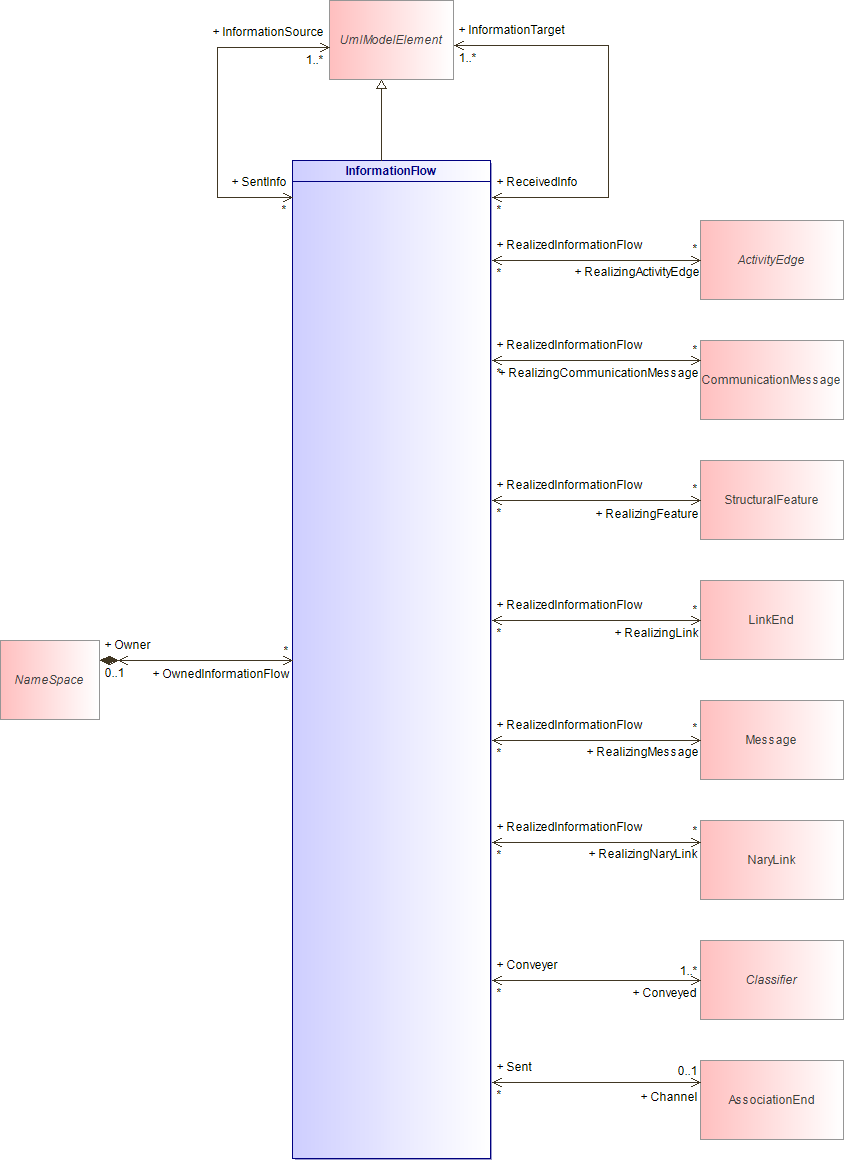 + InformationSource
UmlModelElement
+ InformationTarget
1..*
1..*
InformationFlow
+ SentInfo
*
+ ReceivedInfo
*
+ RealizedInformationFlow
*
ActivityEdge
*
+ RealizingActivityEdge
+ RealizedInformationFlow
*
*
+ RealizingCommunicationMessage
CommunicationMessage
+ RealizedInformationFlow
*
StructuralFeature
*
+ RealizingFeature
+ RealizedInformationFlow
*
LinkEnd
*
+ RealizingLink
+ Owner
*
NameSpace
0..1
+ OwnedInformationFlow
+ RealizedInformationFlow
*
Message
*
+ RealizingMessage
+ RealizedInformationFlow
*
*
+ RealizingNaryLink
NaryLink
+ Conveyer
1..*
Classifier
*
+ Conveyed
+ Sent
0..1
*
+ Channel
AssociationEnd